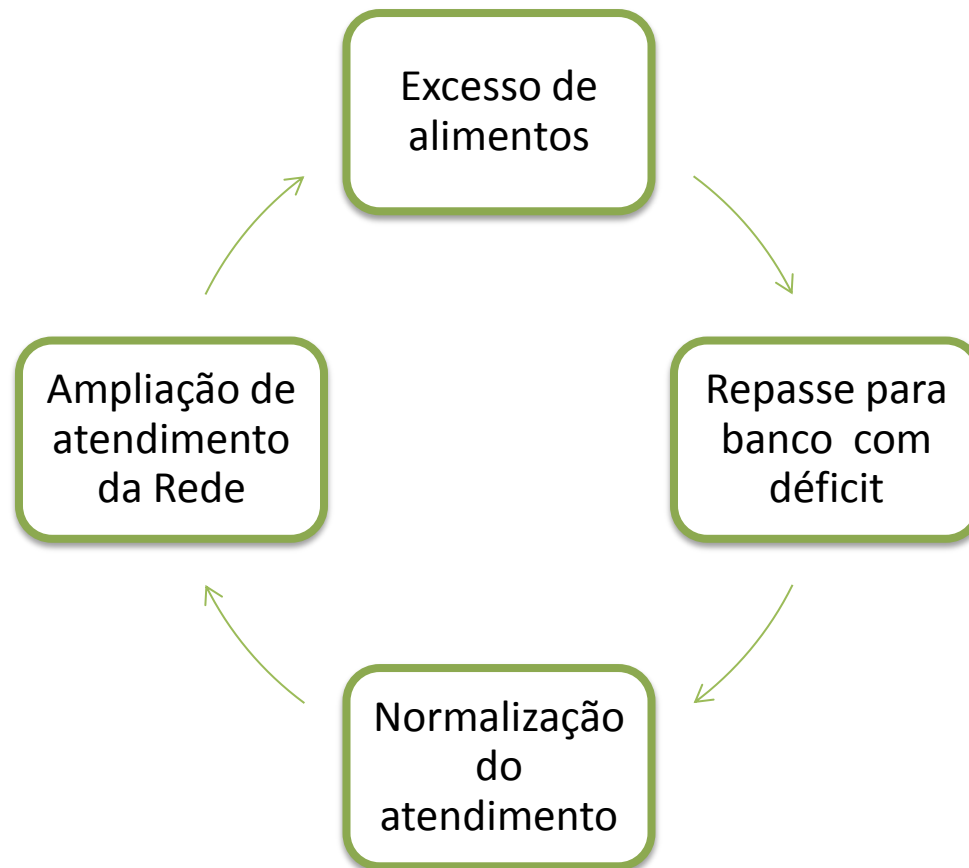 Excesso de
alimentos
Repasse para
banco com
déficit
Normalização
do
atendimento
Ampliação de
atendimento
da Rede